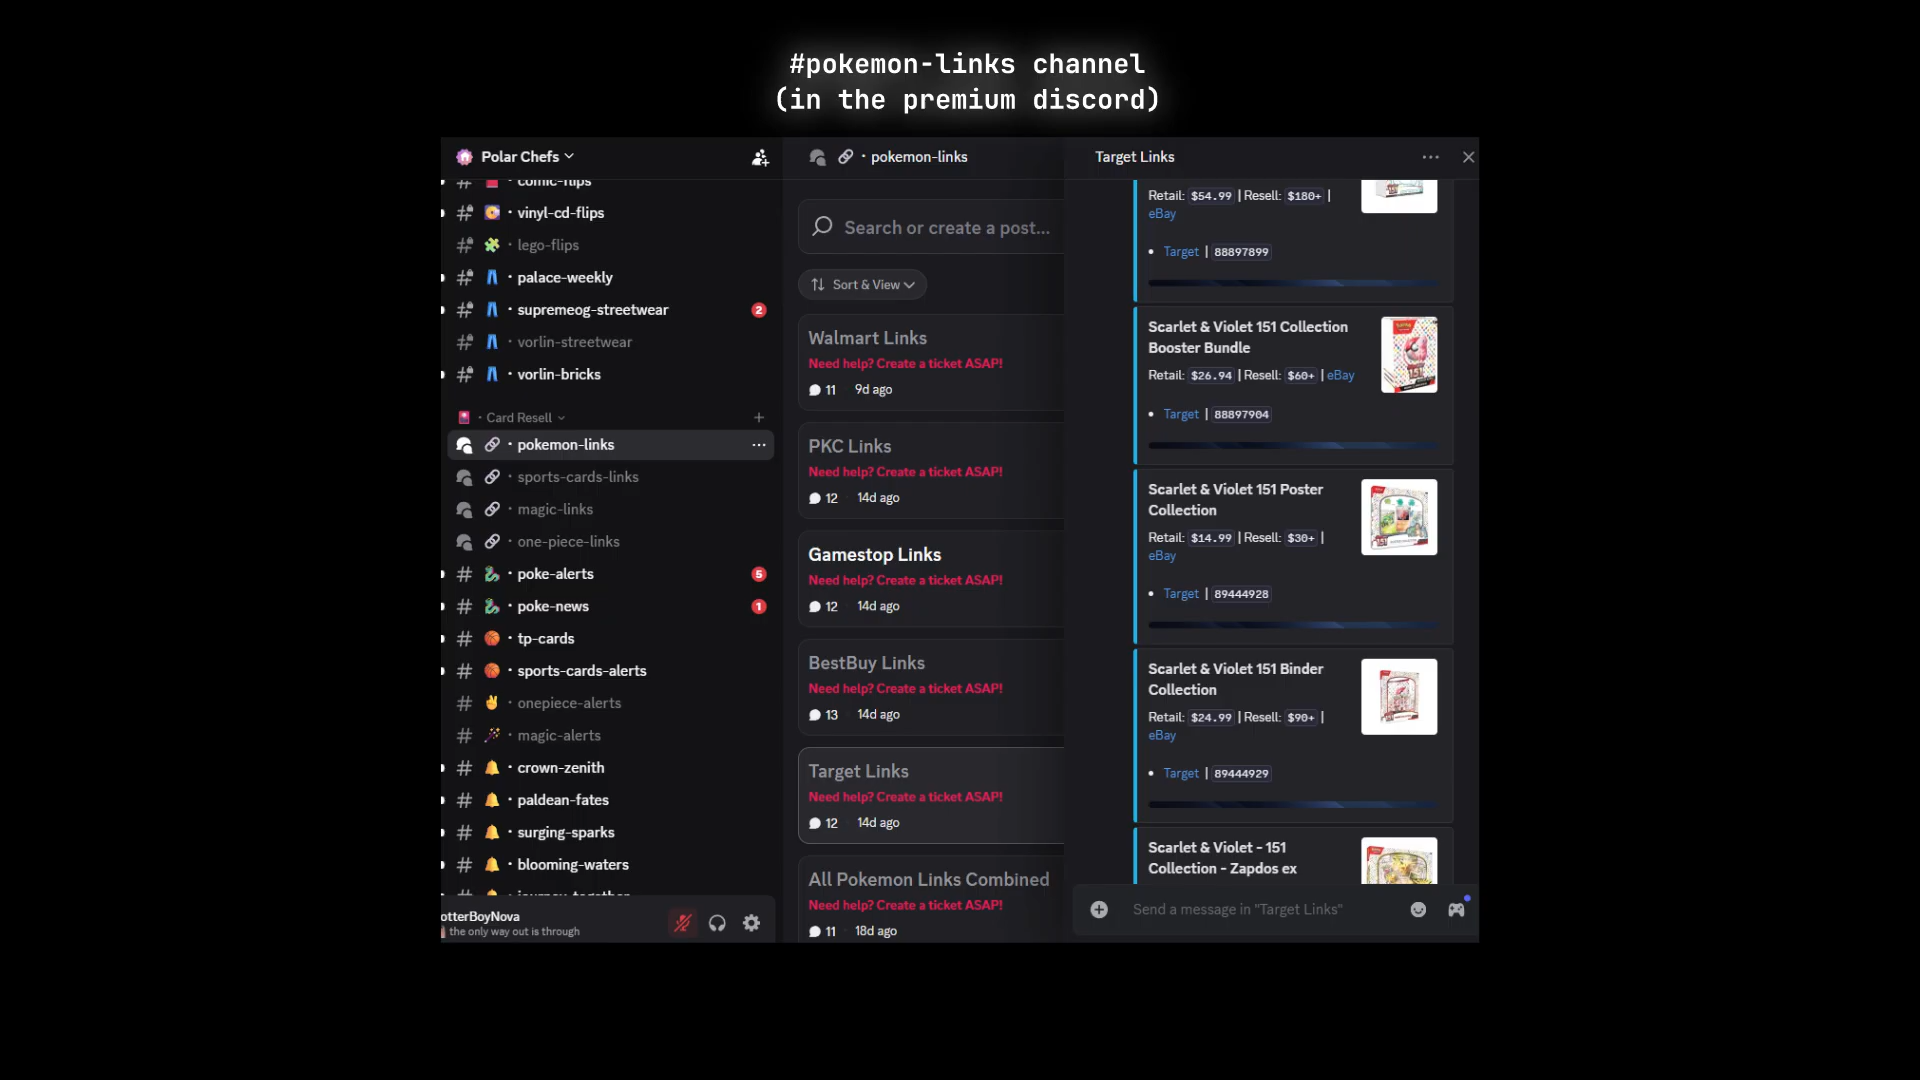 #pokemon-links channel
(in the premium discord)
Polar Chefs
comic-flips
vinyl-cd-flips
lego-flips
palace-weekly
supremeog-streetwear 2
vorlin-streetwear
vorlin-bricks
Card Resell
pokemon-links
sports-cards-links
magic-links
one-piece-links
poke-alerts 5
poke-news 1
tp-cards
sports-cards-alerts
onepiece-alerts
magic-alerts
crown-zenith
paldean-fates
surging-sparks
blooming-waters
journey-together
otterBoyNova
the only way out is through
pokemon-links
Search or create a post...
Sort & View
Walmart Links
Need help? Create a ticket ASAP!
11 9d ago
PKC Links
Need help? Create a ticket ASAP!
12 · 14d ago
Gamestop Links
Need help? Create a ticket ASAP!
12 14d ago
BestBuy Links
Need help? Create a ticket ASAP!
13 14d ago
Target Links
Need help? Create a ticket ASAP!
12 14d ago
All Pokemon Links Combined
Need help? Create a ticket ASAP!
11 · 18d ago
Target Links
Retail: $54.99 | Resell: $180+ |
eBay
• Target | 88897899
Scarlet & Violet 151 Collection
Booster Bundle
Retail: $26.94 | Resell: $60+ | eBay
• Target | 88897904
Scarlet & Violet 151 Poster
Collection
Retail: $14.99 | Resell: $30+ |
eBay
• Target | 89444928
Scarlet & Violet 151 Binder
Collection
Retail: $24.99 | Resell: $90+ |
eBay
• Target | 89444929
Scarlet & Violet - 151
Collection - Zapdos ex
Send a message in "Target Links"